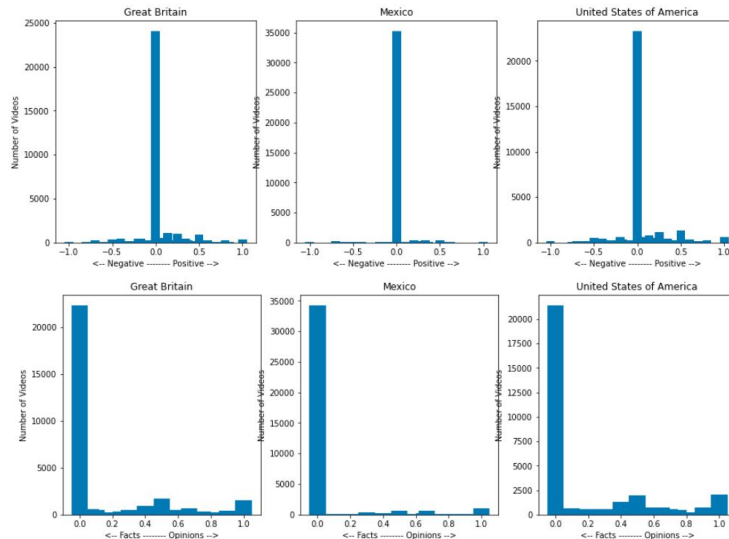 Great Britain
Number of Videos
25000
20000
15000
10000
5000
0
−1.0 −0.5 0.0 0.5 1.0
<-- Negative -------- Positive -->
Mexico
Number of Videos
35000
30000
25000
20000
15000
10000
5000
0
−1.0 −0.5 0.0 0.5 1.0
<-- Negative -------- Positive -->
United States of America
Number of Videos
20000
15000
10000
5000
0
−1.0 −0.5 0.0 0.5 1.0
<-- Negative -------- Positive -->
Great Britain
Number of Videos
20000
15000
10000
5000
0
0.0 0.2 0.4 0.6 0.8 1.0
<-- Facts -------- Opinions -->
Mexico
Number of Videos
35000
30000
25000
20000
15000
10000
5000
0
0.0 0.2 0.4 0.6 0.8 1.0
<-- Facts -------- Opinions -->
United States of America
Number of Videos
20000
17500
15000
12500
10000
7500
5000
2500
0
0.0 0.2 0.4 0.6 0.8 1.0
<-- Facts -------- Opinions -->